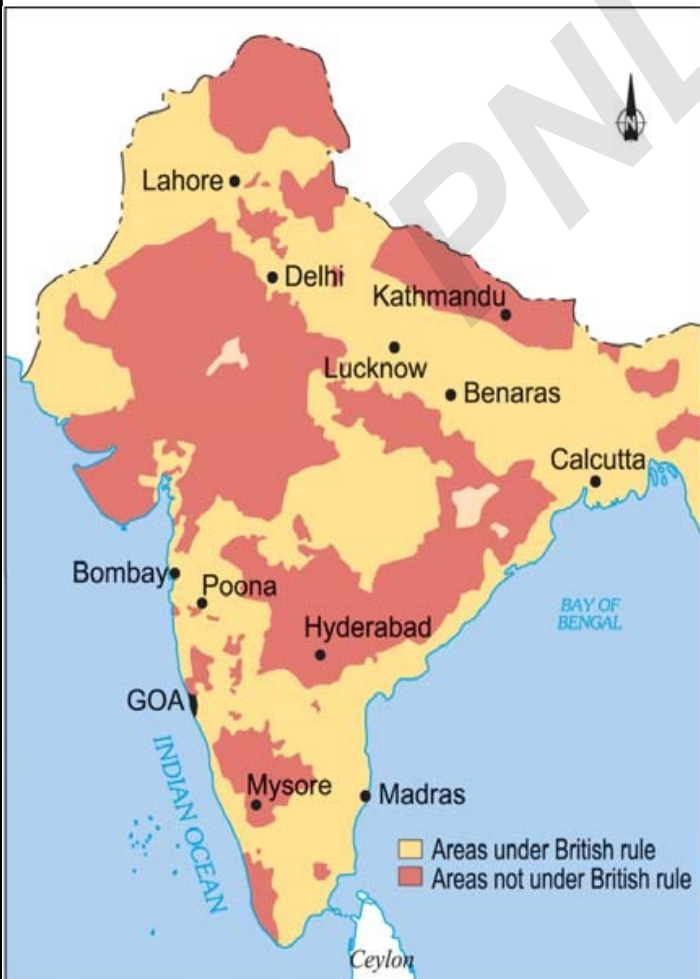 PNL
N
Lahore
Delhi
Kathmandu
Lucknow
Benaras
Calcutta
Bombay
Poona
BAY OF
BENGAL
Hyderabad
GOA
INDIAN OCEAN
Mysore
Madras
Areas under British rule
Areas not under British rule
Ceylon